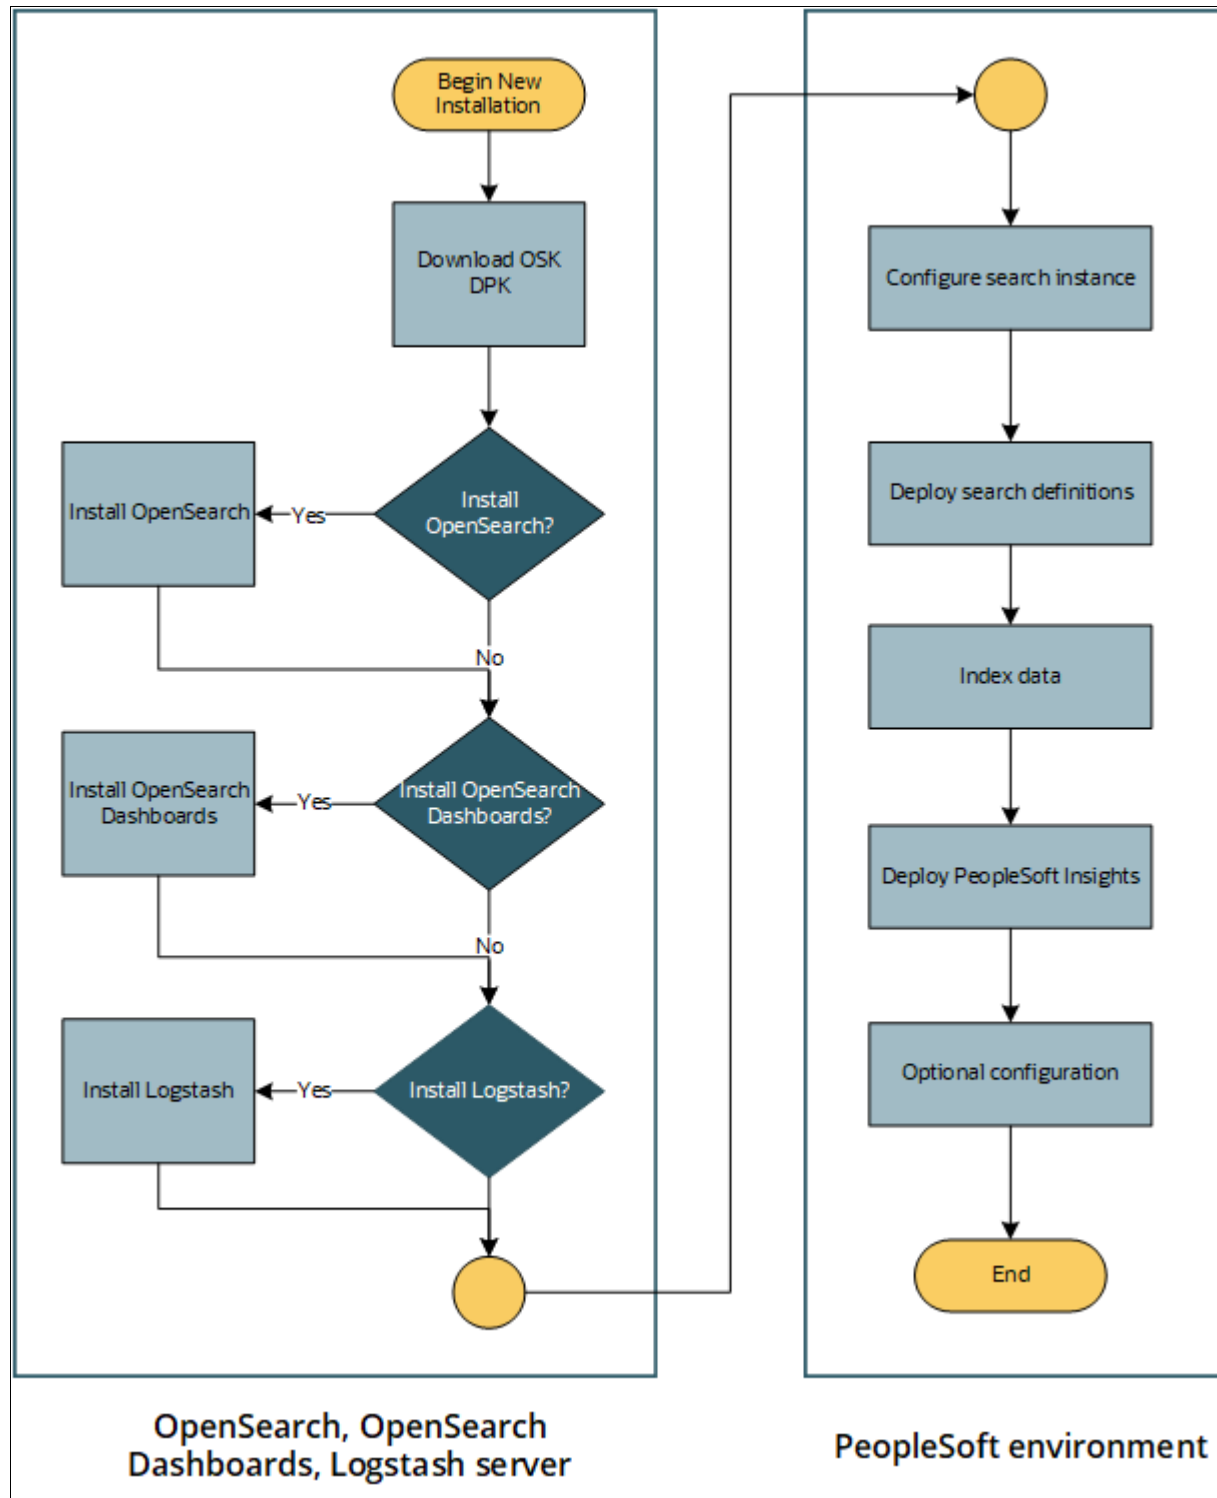 Begin New
Installation
Download OSK
DPK
Install
OpenSearch?
Yes
Install OpenSearch
No
Install OpenSearch
Dashboards?
Yes
Install OpenSearch
Dashboards
No
Install Logstash?
Yes
Install Logstash
OpenSearch, OpenSearch
Dashboards, Logstash server
Configure search instance
Deploy search definitions
Index data
Deploy PeopleSoft Insights
Optional configuration
End
PeopleSoft environment